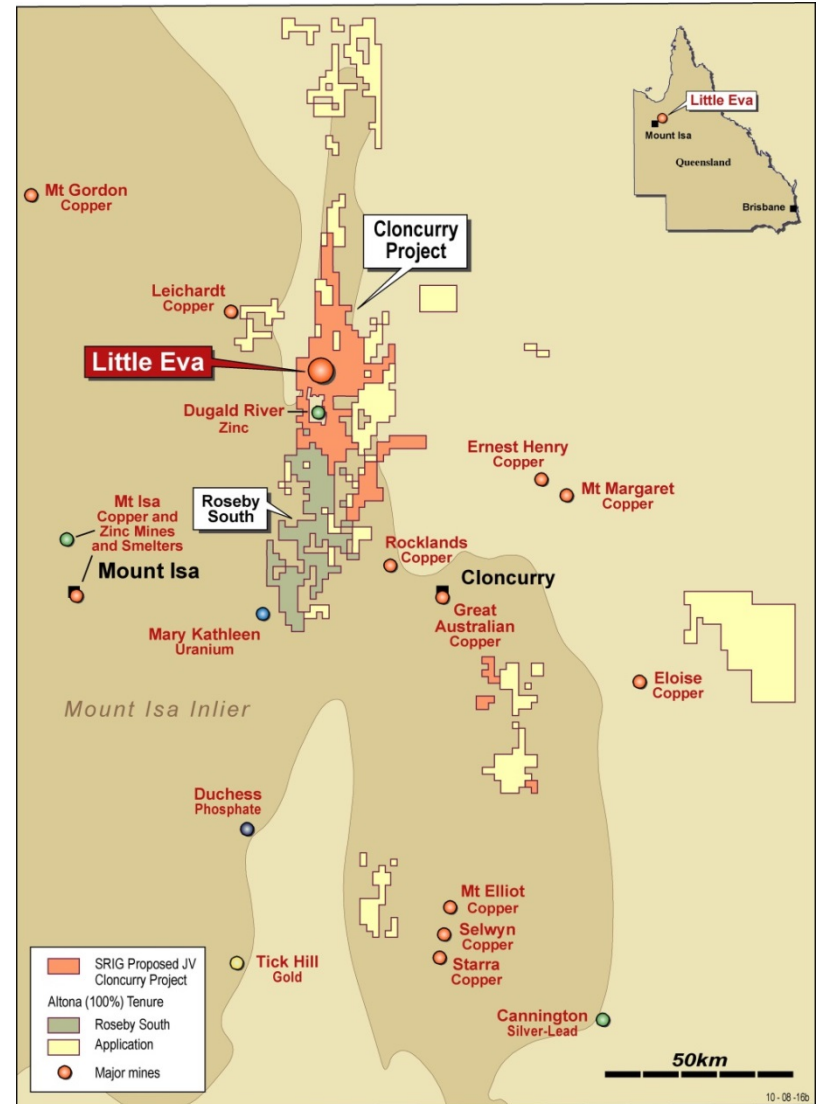 Little Eva
Mount Isa
Queensland
Brisbane
Mt Gordon
Copper
Cloncurry
Project
Leichardt
Copper
Little Eva
Dugald River
Zinc
Ernest Henry
Copper
Mt Margaret
Copper
Roseby
South
Mt Isa
Copper and
Zinc Mines
and Smelters
Mount Isa
Rocklands
Copper
Cloncurry
Great
Australian
Copper
Mary Kathleen
Uranium
Eloise
Copper
Mount Isa Inlier
Duchess
Phosphate
Mt Elliot
Copper
Selwyn
Copper
Starra
Copper
Tick Hill
Gold
Cannington
Silver-Lead
SRIG Proposed JV
Cloncurry Project
Altona (100%) Tenure
Roseby South
Application
Major mines
50km
10 - 08 -16b